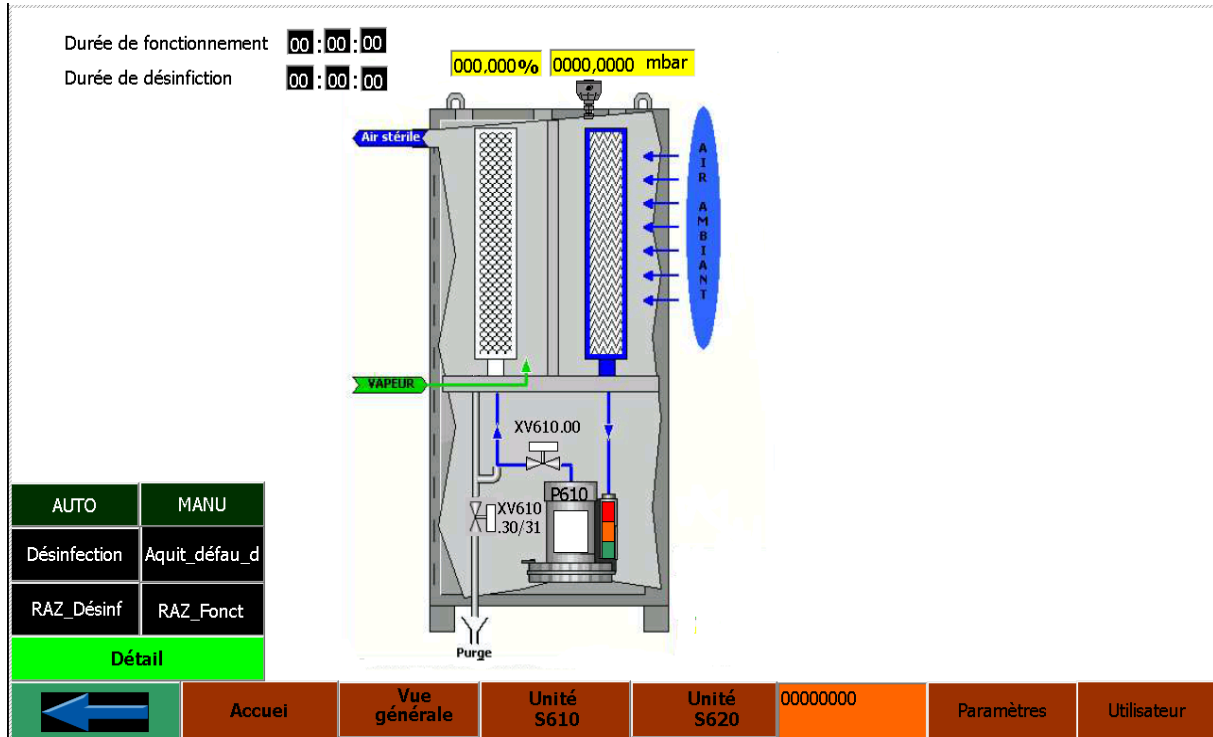 Durée de fonctionnement 00 : 00 : 00
Durée de désinfiction 00 : 00 : 00
000,000% 0000,0000 mbar
Air stérile
AIR AMBIANT
VAPEUR
XV610.00
P610
XV610
.30/31
Purge
AUTO MANU
Désinfection Aquit_défau_d
RAZ_Désinf RAZ_Fonct
Détail
Accuei
Vue
générale
Unité
S610
Unité
S620
00000000
Paramètres
Utilisateur